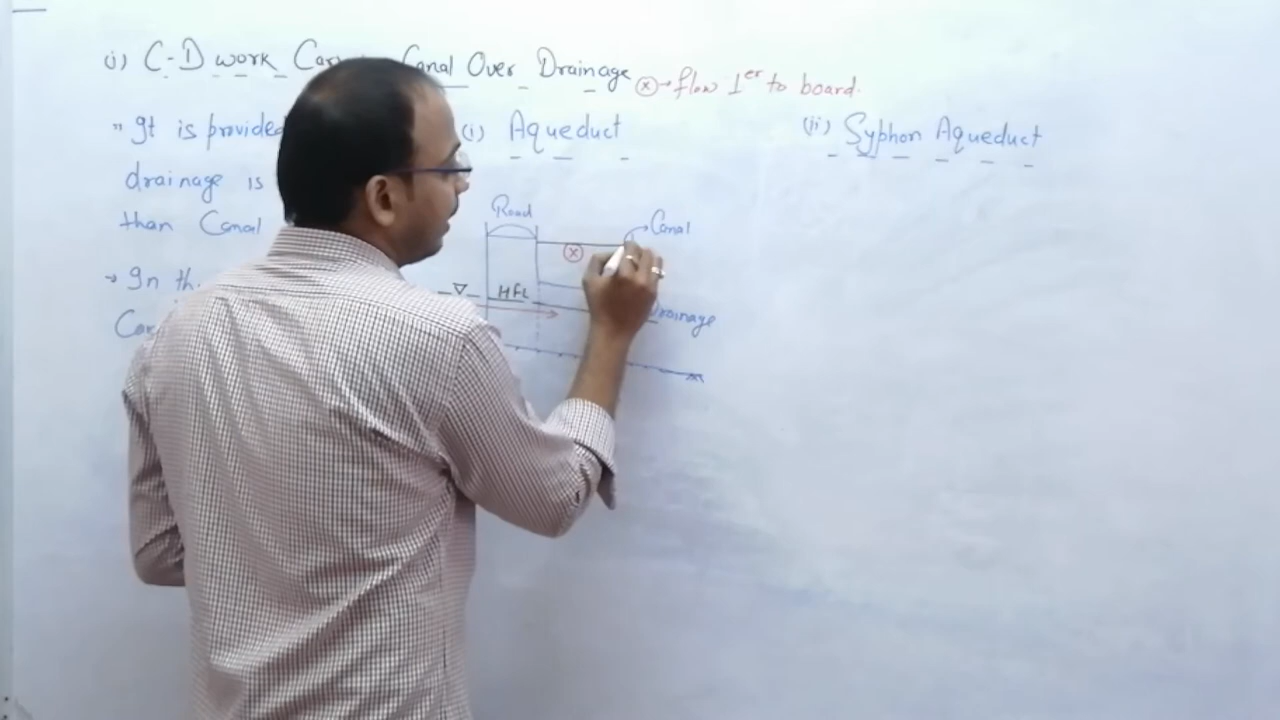 (i) C-D work Canal Over Drainage
⊗→ flow ⊥er to board.
" It is provided
drainage is
than Canal
→ In th
(i) Aqueduct
Road
Canal
HFL
Drainage
(ii) Syphon Aqueduct